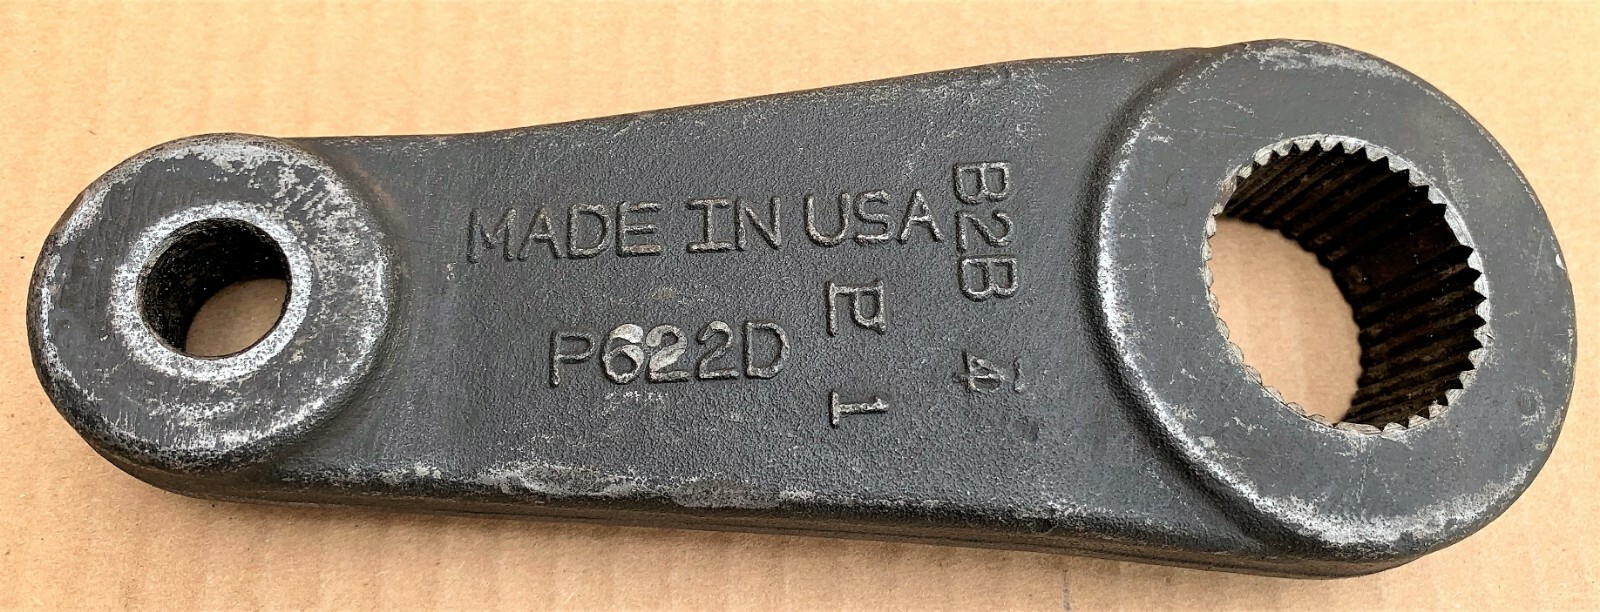 MADE IN USA
P622D
B2B 4
1